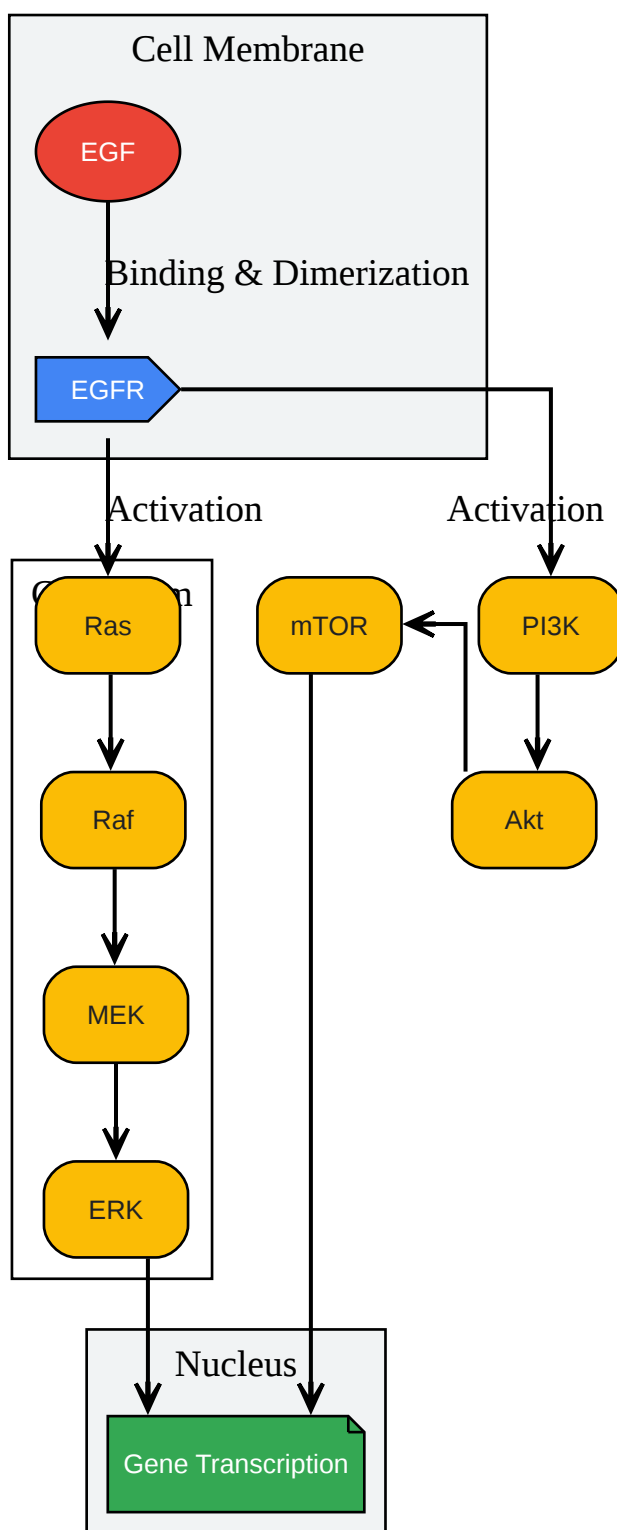 Cell Membrane
EGF
Binding & Dimerization
EGFR
Activation
Activation
Ras
mTOR
PI3K
Raf
Akt
MEK
ERK
Nucleus
Gene Transcription